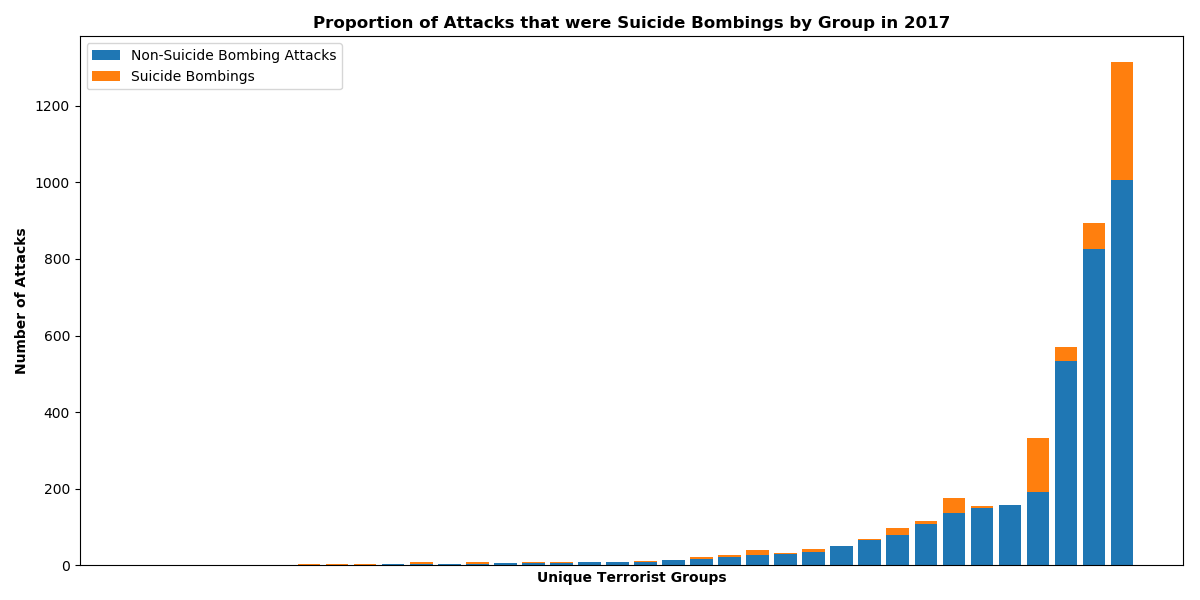 Proportion of Attacks that were Suicide Bombings by Group in 2017
Non-Suicide Bombing Attacks
Suicide Bombings
1200
1000
800
600
400
200
0
Number of Attacks
Unique Terrorist Groups